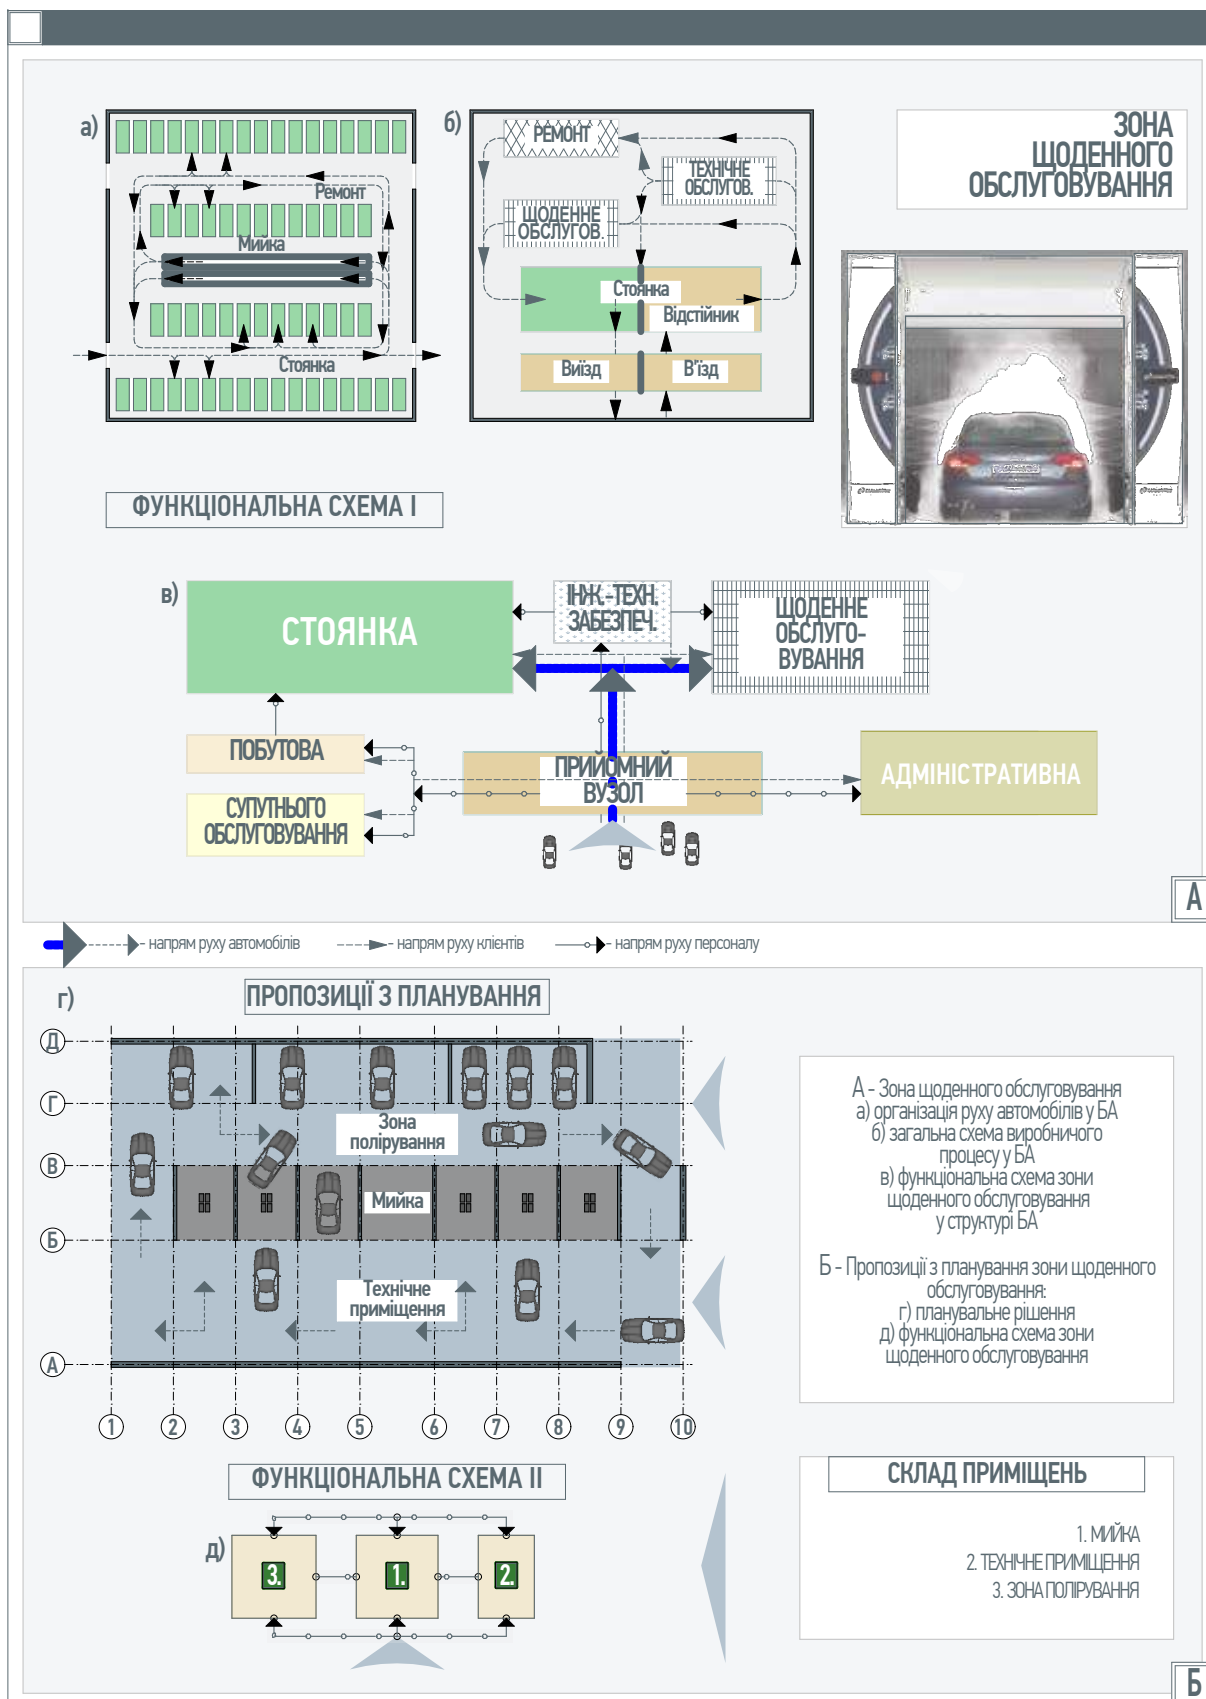 а)
Ремонт
Мийка
Стоянка
б)
РЕМОНТ
ТЕХНІЧНЕ
ОБСЛУГОВ.
ЩОДЕННЕ
ОБСЛУГОВ.
Стоянка
Відстійник
Виїзд
В'їзд
ЗОНА
ЩОДЕННОГО
ОБСЛУГОВУВАННЯ
ФУНКЦІОНАЛЬНА СХЕМА І
в)
СТОЯНКА
ІНЖ.-ТЕХН.
ЗАБЕЗПЕЧ.
ЩОДЕННЕ
ОБСЛУГО-
ВУВАННЯ
ПОБУТОВА
СУПУТНЬОГО
ОБСЛУГОВУВАННЯ
ПРИЙОМНИЙ
ВУЗОЛ
АДМІНІСТРАТИВНА
А
- напрям руху автомобілів
- напрям руху клієнтів
- напрям руху персоналу
г)
ПРОПОЗИЦІЇ З ПЛАНУВАННЯ
Д
Г
В
Б
А
Зона
полірування
Мийка
Технічне
приміщення
1 2 3 4 5 6 7 8 9 10
А - Зона щоденного обслуговування
а) організація руху автомобілів у БА
б) загальна схема виробничого
процесу у БА
в) функціональна схема зони
щоденного обслуговування
у структурі БА
Б - Пропозиції з планування зони щоденного
обслуговування:
г) планувальне рішення
д) функціональна схема зони
щоденного обслуговування
ФУНКЦІОНАЛЬНА СХЕМА ІІ
д)
3. 1. 2.
СКЛАД ПРИМІЩЕНЬ
1. МИЙКА
2. ТЕХНІЧНЕ ПРИМІЩЕННЯ
3. ЗОНА ПОЛІРУВАННЯ
Б